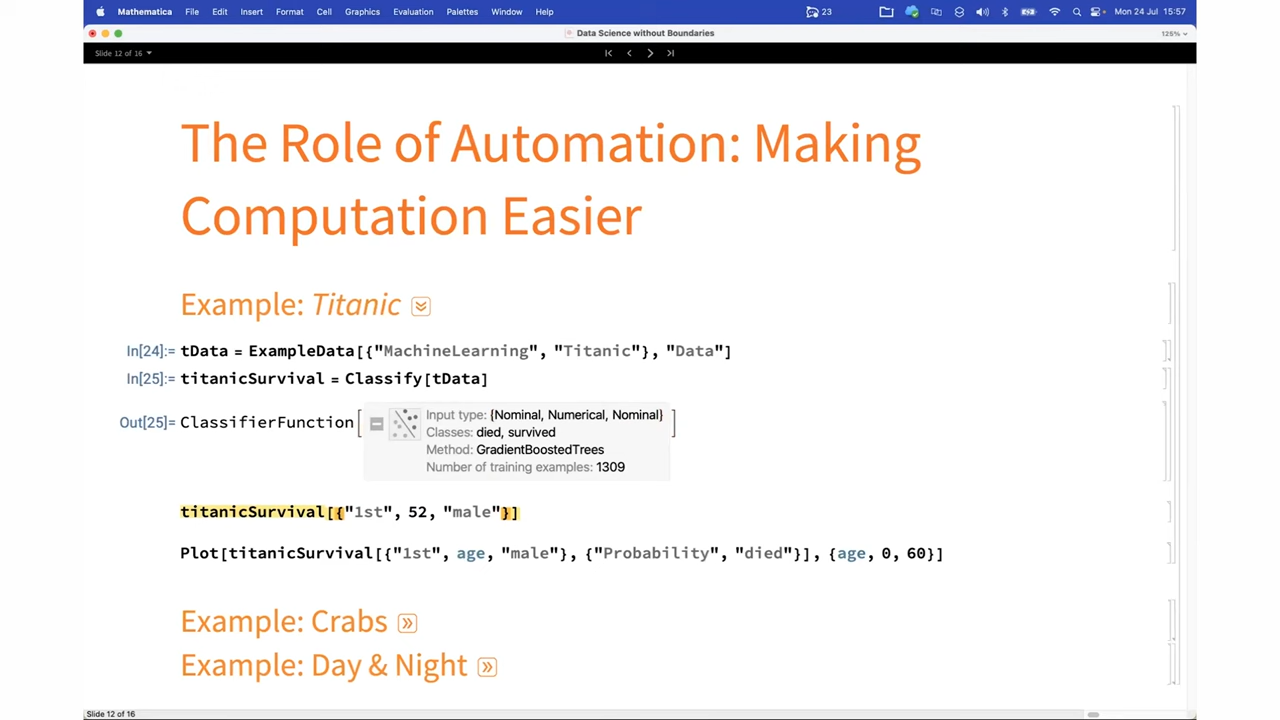 Mathematica File Edit Insert Format Cell Graphics Evaluation Palettes Window Help 23 Mon 24 Jul 15:57
Data Science without Boundaries 125%
Slide 12 of 16
The Role of Automation: Making
Computation Easier
Example: Titanic
In[24]:= tData = ExampleData[{"MachineLearning", "Titanic"}, "Data"]
In[25]:= titanicSurvival = Classify[tData]
Out[25]= ClassifierFunction[
Input type: {Nominal, Numerical, Nominal}
Classes: died, survived
Method: GradientBoostedTrees
Number of training examples: 1309
]
titanicSurvival[{"1st", 52, "male"}]
Plot[titanicSurvival[{"1st", age, "male"}, {"Probability", "died"}], {age, 0, 60}]
Example: Crabs
Example: Day & Night
Slide 12 of 16